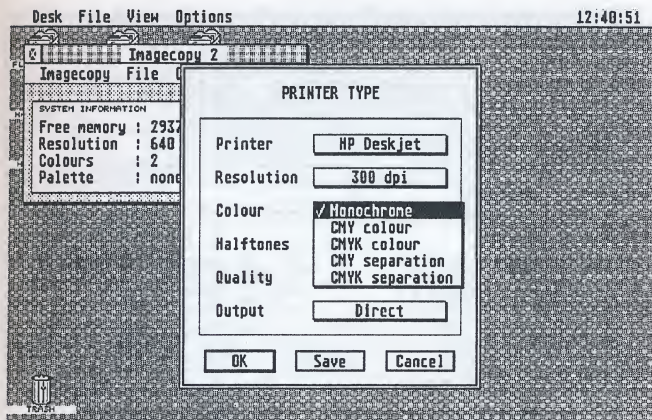 Desk File View Options 12:40:51
Imagecopy 2
Imagecopy File
SYSTEM INFORMATION
Free memory : 2937
Resolution : 640
Colours : 2
Palette : none
PRINTER TYPE
Printer HP Deskjet
Resolution 300 dpi
Colour √ Monochrome
CMY colour
Halftones CMYK colour
CMY separation
Quality CMYK separation
Output Direct
OK Save Cancel
TRASH